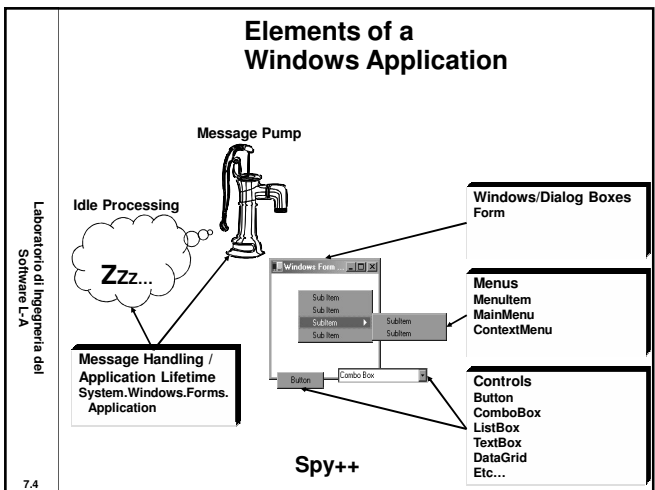 Elements of a
Windows Application
Message Pump
Idle Processing
ZZZ...
Message Handling /
Application Lifetime
System.Windows.Forms.
Application
Windows Form
Sub Item
Sub Item
SubItem
Sub Item
SubItem
SubItem
Button
Combo Box
Windows/Dialog Boxes
Form
Menus
MenuItem
MainMenu
ContextMenu
Controls
Button
ComboBox
ListBox
TextBox
DataGrid
Etc...
Spy++
Laboratorio di Ingegneria del
Software L-A
7.4